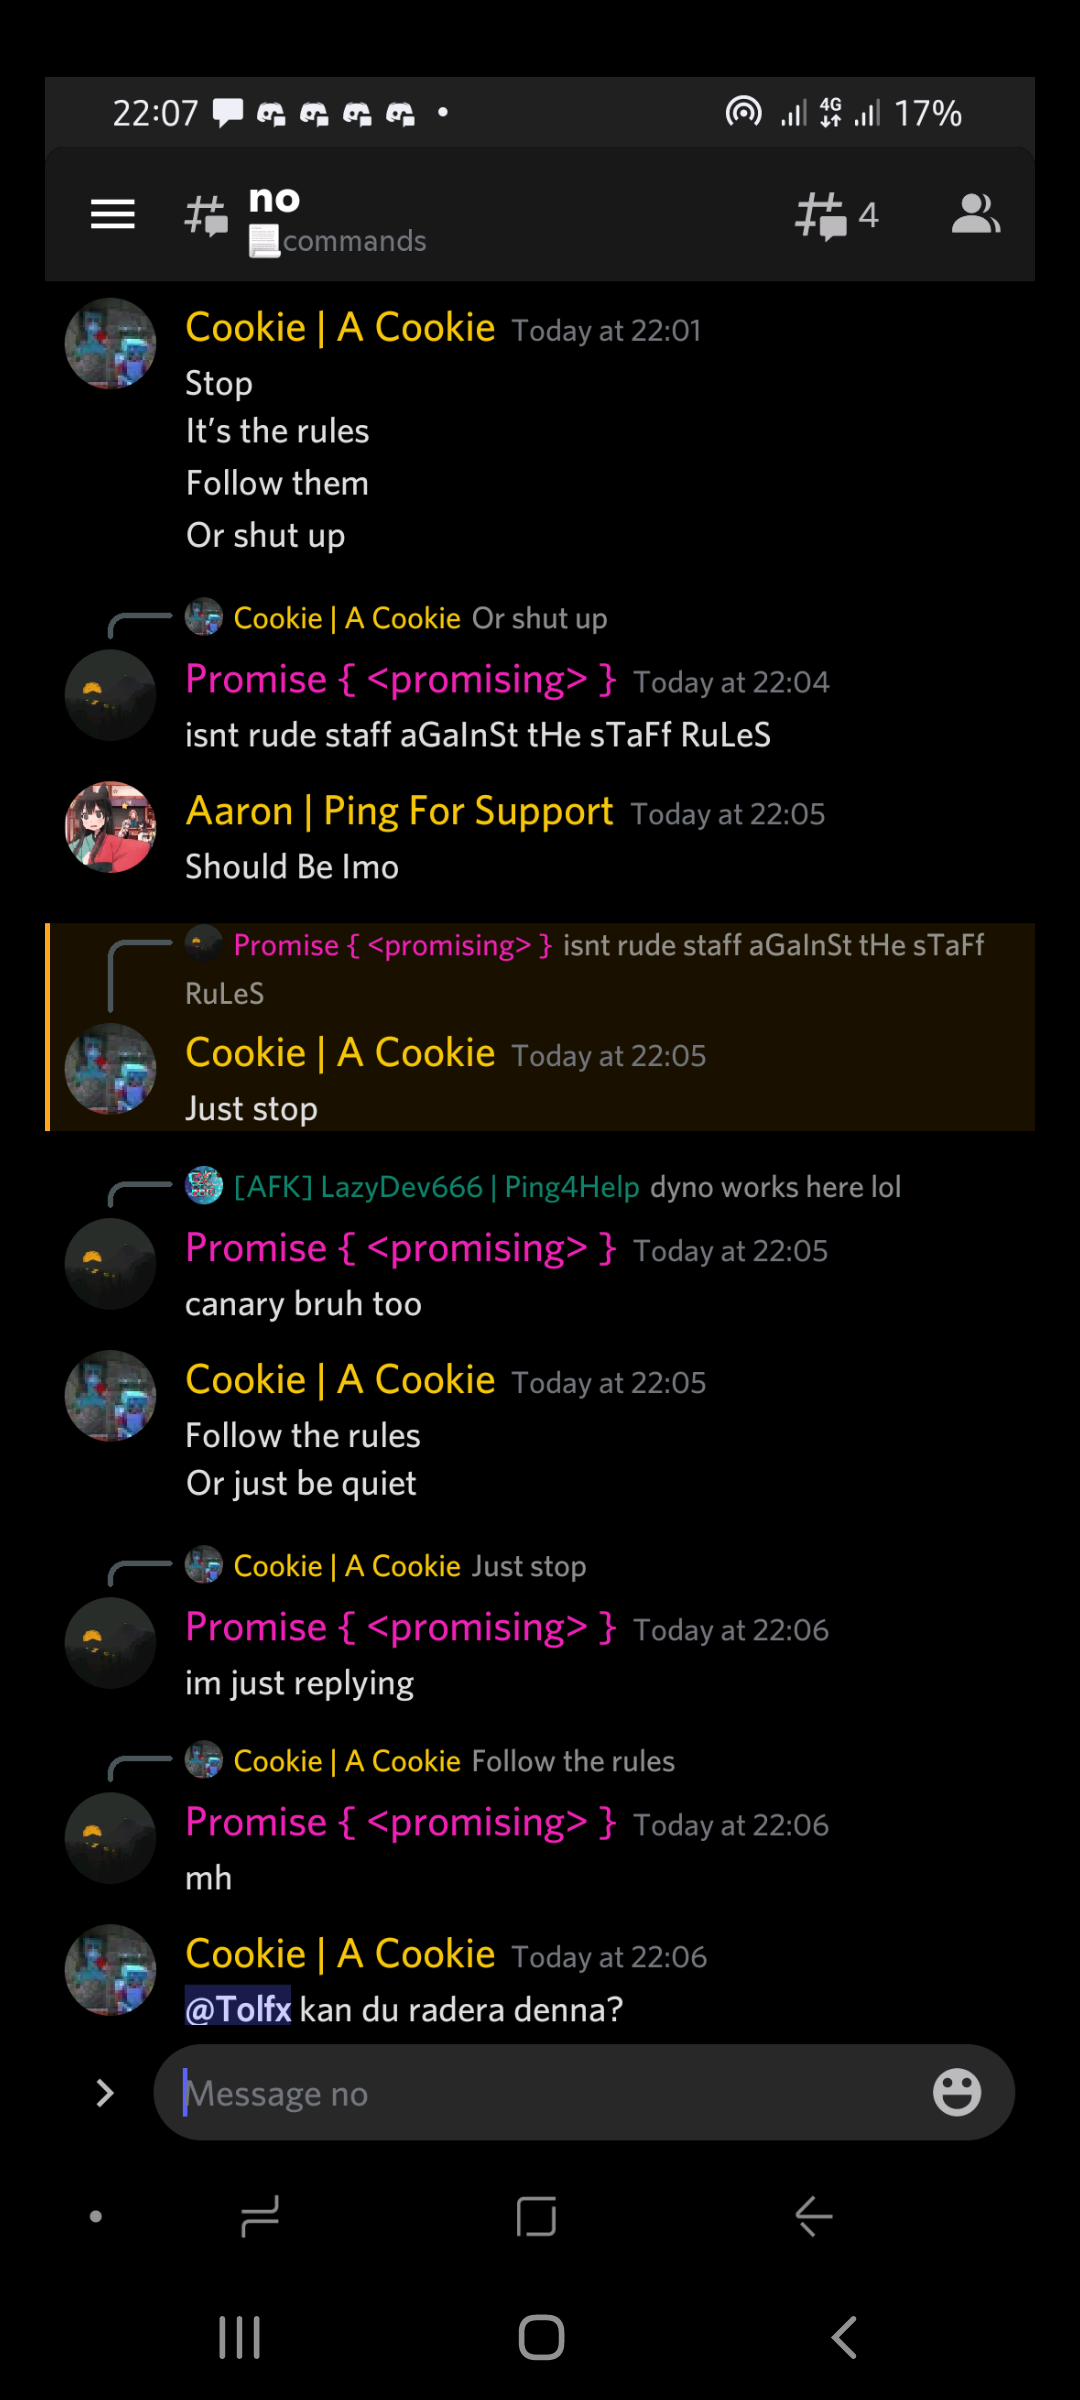 22:07 4G 17%
no
commands
4
Cookie | A Cookie Today at 22:01
Stop
It’s the rules
Follow them
Or shut up
Cookie | A Cookie Or shut up
Promise { <promising> } Today at 22:04
isnt rude staff aGaInSt tHe sTaFf RuLeS
Aaron | Ping For Support Today at 22:05
Should Be Imo
Promise { <promising> } isnt rude staff aGaInSt tHe sTaFf
RuLeS
Cookie | A Cookie Today at 22:05
Just stop
[AFK] LazyDev666 | Ping4Help dyno works here lol
Promise { <promising> } Today at 22:05
canary bruh too
Cookie | A Cookie Today at 22:05
Follow the rules
Or just be quiet
Cookie | A Cookie Just stop
Promise { <promising> } Today at 22:06
im just replying
Cookie | A Cookie Follow the rules
Promise { <promising> } Today at 22:06
mh
Cookie | A Cookie Today at 22:06
@Tolfx kan du radera denna?
Message no